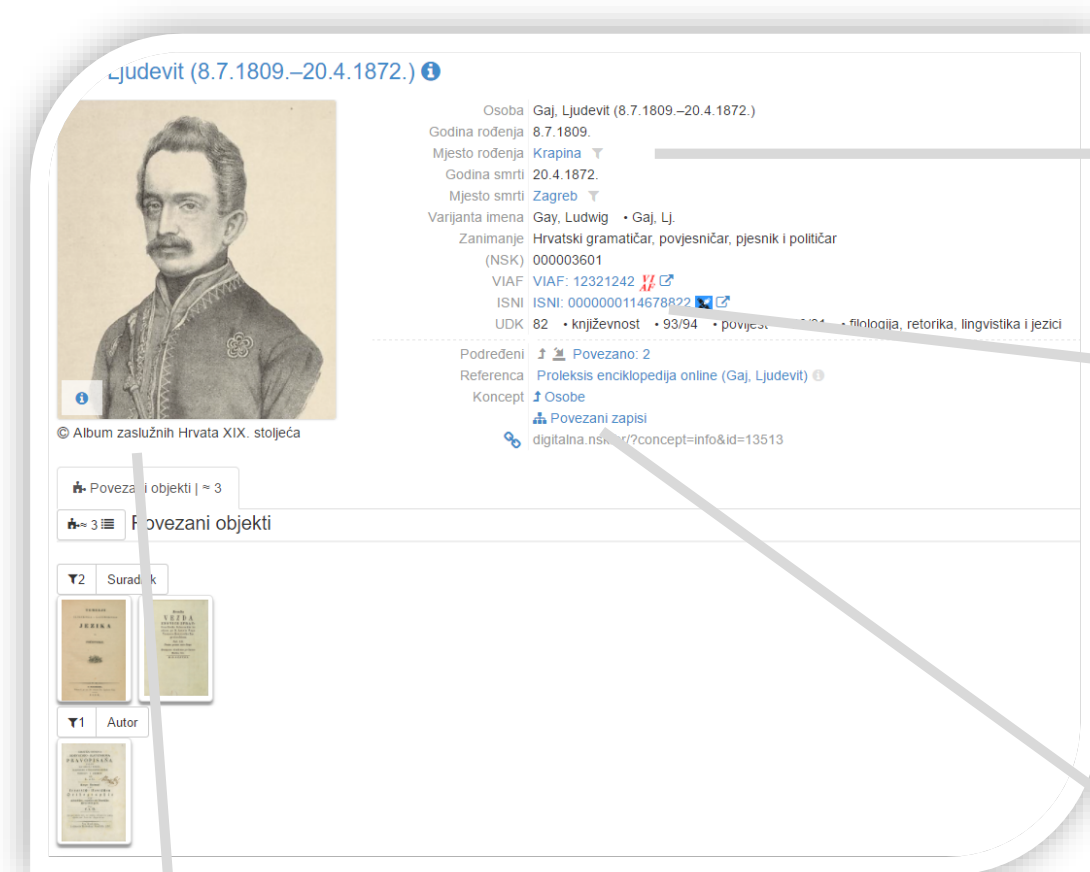 Ljudevit (8.7.1809.–20.4.1872.)
Osoba Gaj, Ljudevit (8.7.1809.–20.4.1872.)
Godina rođenja 8.7.1809.
Mjesto rođenja Krapina
Godina smrti 20.4.1872.
Mjesto smrti Zagreb
Varijanta imena Gay, Ludwig • Gaj, Lj.
Zanimanje Hrvatski gramatičar, povjesničar, pjesnik i političar
(NSK) 000003601
VIAF VIAF: 12321242 VIAF
ISNI ISNI: 0000000114678822
UDK 82 • književnost • 93/94 • povijest • filologija, retorika, lingvistika i jezici
Podređeni Povezano: 2
Referenca Proleksis enciklopedija online (Gaj, Ljudevit)
Koncept Osobe
Povezani zapisi
digitalna.nsk.hr/?concept=info&id=13513
© Album zaslužnih Hrvata XIX. stoljeća
Povezani objekti | ≈ 3
≈ 3 Povezani objekti
2 Suradnik
JEZIKA
VEZDA
1 Autor
PRAVOPISAŇA